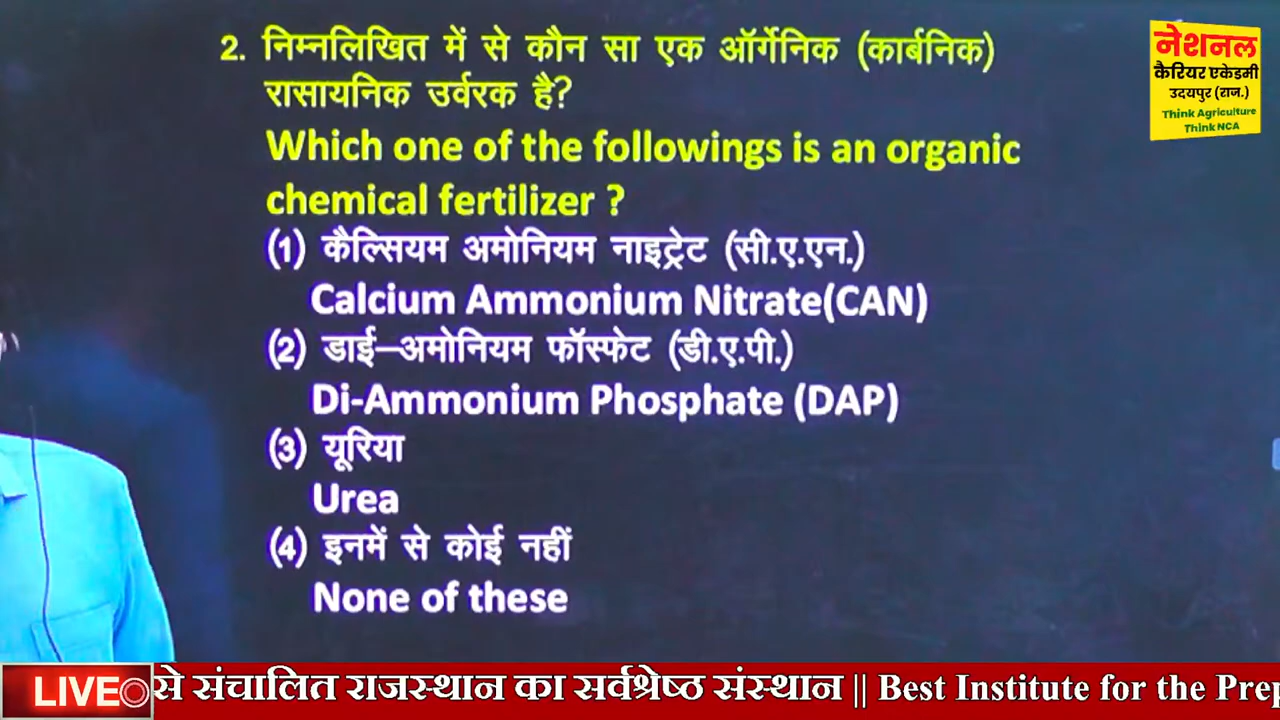 2. निम्नलिखित में से कौन सा एक ऑर्गेनिक (कार्बनिक)
रासायनिक उर्वरक है?
Which one of the followings is an organic
chemical fertilizer ?
(1) कैल्सियम अमोनियम नाइट्रेट (सी.ए.एन.)
Calcium Ammonium Nitrate(CAN)
(2) डाई–अमोनियम फॉस्फेट (डी.ए.पी.)
Di-Ammonium Phosphate (DAP)
(3) यूरिया
Urea
(4) इनमें से कोई नहीं
None of these
नेशनल
कैरियर एकेडमी
उदयपुर (राज.)
Think Agriculture
Think NCA
LIVE से संचालित राजस्थान का सर्वश्रेष्ठ संस्थान || Best Institute for the Prep